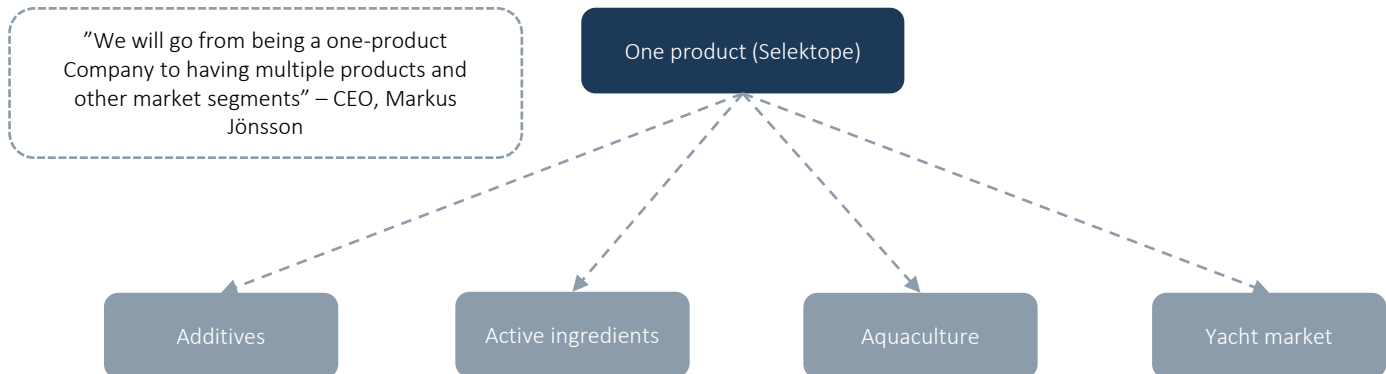 ”We will go from being a one-product
Company to having multiple products and
other market segments” – CEO, Markus
Jönsson
One product (Selektope)
Additives
Active ingredients
Aquaculture
Yacht market